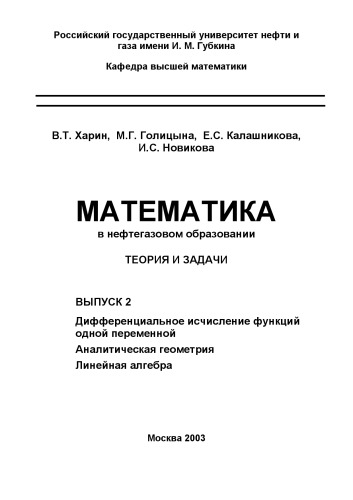 Российский государственный университет нефти и
газа имени И. М. Губкина
Кафедра высшей математики
В.Т. Харин, М.Г. Голицына, Е.С. Калашникова,
И.С. Новикова
МАТЕМАТИКА
в нефтегазовом образовании
ТЕОРИЯ И ЗАДАЧИ
ВЫПУСК 2
Дифференциальное исчисление функций
одной переменной
Аналитическая геометрия
Линейная алгебра
Москва 2003